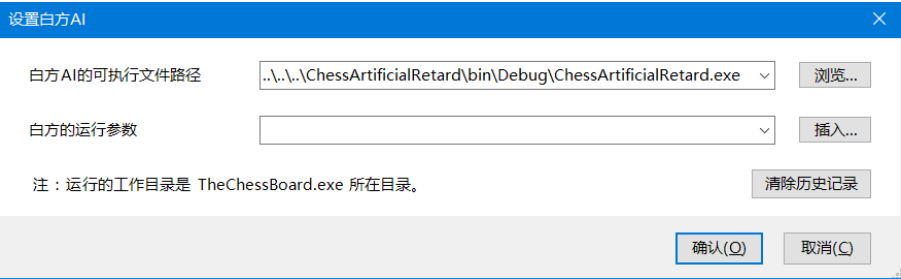 设置白方AI
白方AI的可执行文件路径 ..\..\..\ChessArtificialRetard\bin\Debug\ChessArtificialRetard.exe 浏览...
白方的运行参数 插入...
注：运行的工作目录是 TheChessBoard.exe 所在目录。 清除历史记录
确认(O) 取消(C)